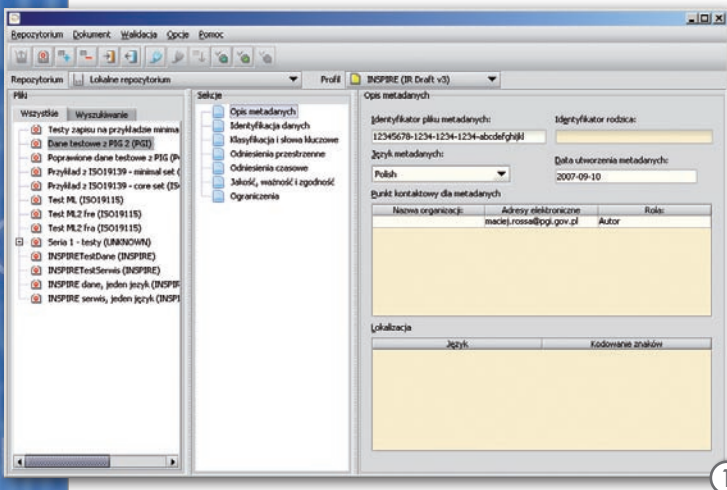 Repozytorium Dokument Walidacja Opcje Pomoc
Repozytorium Lokalne repozytorium Profil INSPIRE (IR Draft v3)
Pliki
Wszystkie Wyszukiwanie
Testy zapisu na przykładzie minima
Dane testowe z PIG 2 (PGI)
Poprawione dane testowe z PIG (P
Przykład z ISO19139 - minimal set (
Przykład z ISO19139 - core set (IS
Test ML (ISO19115)
Test ML2 fre (ISO19115)
Test ML2 fra (ISO19115)
Seria 1 - testy (UNKNOWN)
INSPIRETestDane (INSPIRE)
INSPIRETestSerwis (INSPIRE)
INSPIRE dane, jeden jezyk (INSPIR
INSPIRE serwis, jeden język (INSPI
Sekcje
Opis metadanych
Identyfikacja danych
Klasyfikacja i słowa kluczowe
Odniesienia przestrzenne
Odniesienia czasowe
Jakość, ważność i zgodność
Ograniczenia
Opis metadanych
Identyfikator pliku metadanych: Identyfikator rodzica:
12345678-1234-1234-1234-abcdefghijkl
Język metadanych: Data utworzenia metadanych:
Polish 2007-09-10
Punkt kontaktowy dla metadanych
Nazwa organizacji: Adresy elektroniczne Rola:
maciej.rossa@pgi.gov.pl Autor
Lokalizacja
Język Kodowanie znaków
1